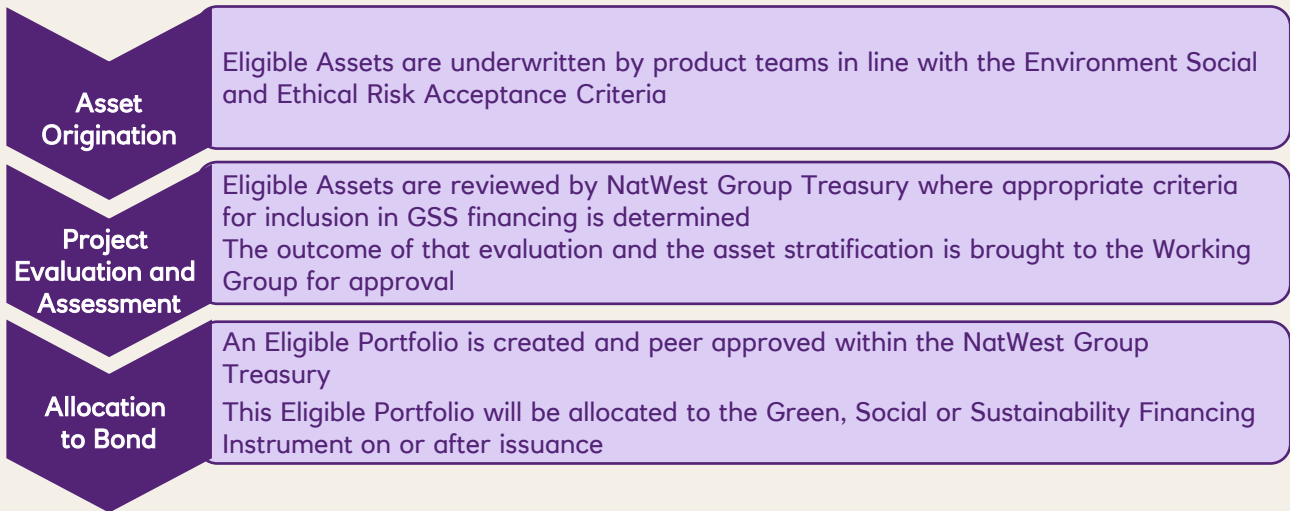 Asset
Origination
Eligible Assets are underwritten by product teams in line with the Environment Social
and Ethical Risk Acceptance Criteria
Project
Evaluation and
Assessment
Eligible Assets are reviewed by NatWest Group Treasury where appropriate criteria
for inclusion in GSS financing is determined
The outcome of that evaluation and the asset stratification is brought to the Working
Group for approval
Allocation
to Bond
An Eligible Portfolio is created and peer approved within the NatWest Group
Treasury
This Eligible Portfolio will be allocated to the Green, Social or Sustainability Financing
Instrument on or after issuance